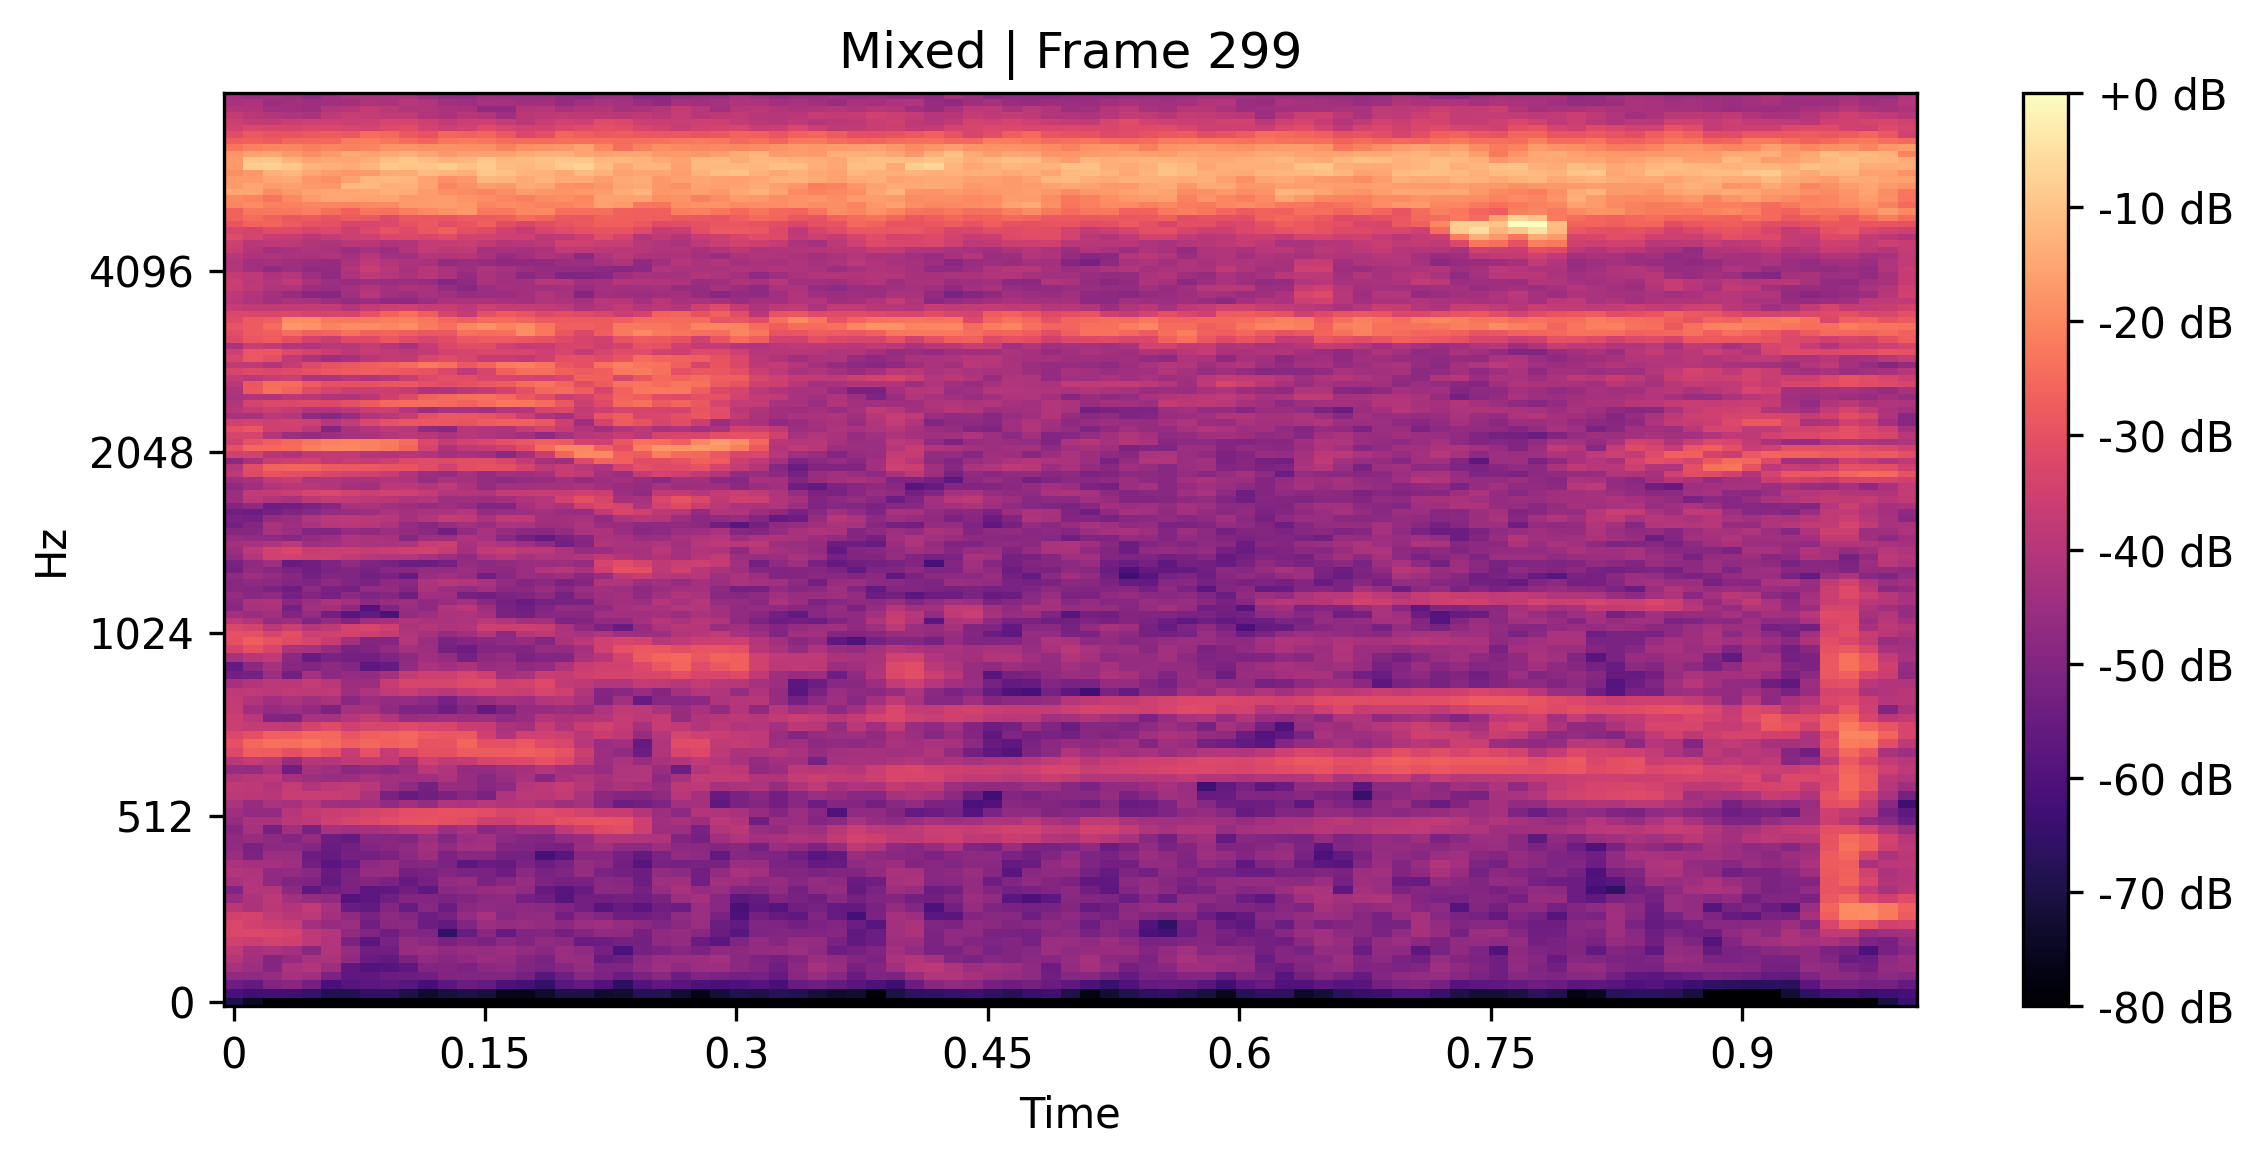 Mixed | Frame 299
+0 dB
-10 dB
-20 dB
-30 dB
-40 dB
-50 dB
-60 dB
-70 dB
-80 dB
4096
2048
1024
512
0
Hz
0 0.15 0.3 0.45 0.6 0.75 0.9
Time